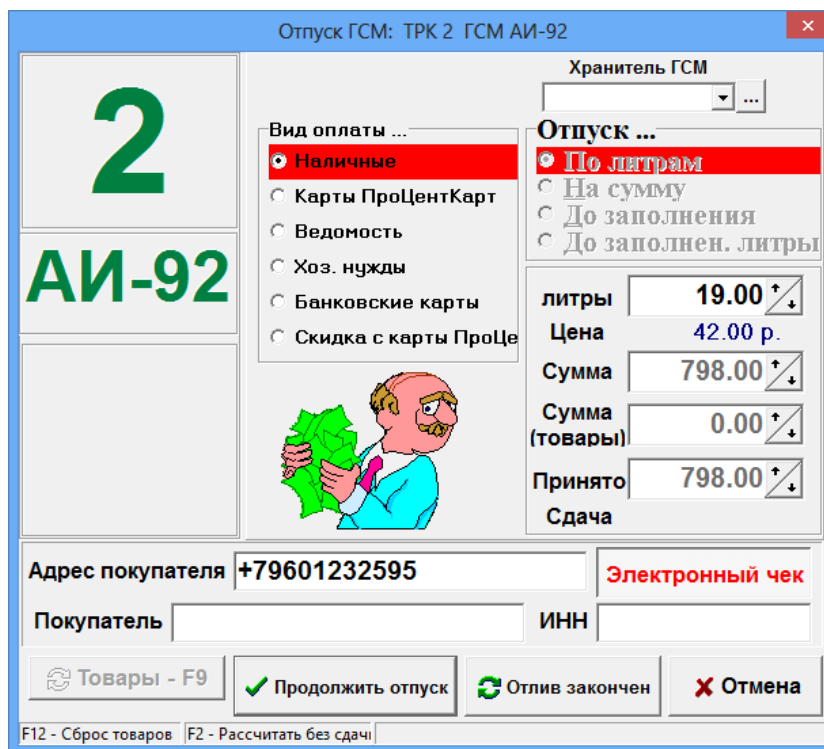 Отпуск ГСМ: ТРК 2 ГСМ АИ-92
2
АИ-92
Хранитель ГСМ
...
Вид оплаты ...
Наличные
Карты ПроЦентКарт
Ведомость
Хоз. нужды
Банковские карты
Скидка с карты ПроЦе
Отпуск ...
По литрам
На сумму
До заполнения
До заполнен. литры
литры 19.00
Цена 42.00 р.
Сумма 798.00
Сумма (товары) 0.00
Принято 798.00
Сдача
Адрес покупателя +79601232595
Электронный чек
Покупатель
ИНН
Товары - F9
Продолжить отпуск
Отлив закончен
Отмена
F12 - Сброс товаров
F2 - Рассчитать без сдачи